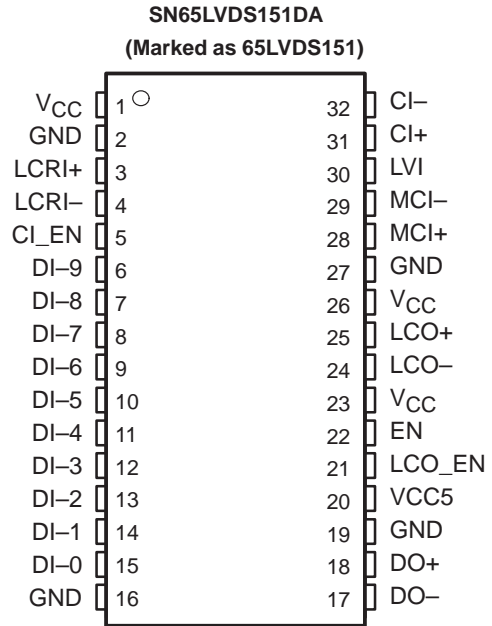 SN65LVDS151DA
(Marked as 65LVDS151)
VCC 1 32 CI–
GND 2 31 CI+
LCRI+ 3 30 LVI
LCRI– 4 29 MCI–
CI_EN 5 28 MCI+
DI–9 6 27 GND
DI–8 7 26 VCC
DI–7 8 25 LCO+
DI–6 9 24 LCO–
DI–5 10 23 VCC
DI–4 11 22 EN
DI–3 12 21 LCO_EN
DI–2 13 20 VCC5
DI–1 14 19 GND
DI–0 15 18 DO+
GND 16 17 DO–